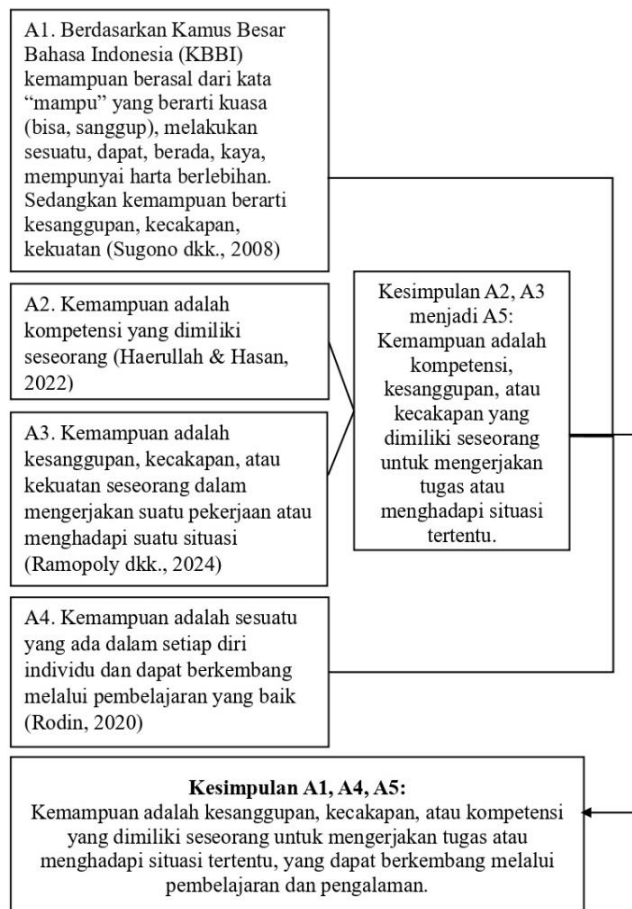 A1. Berdasarkan Kamus Besar
Bahasa Indonesia (KBBI)
kemampuan berasal dari kata
“mampu” yang berarti kuasa
(bisa, sanggup), melakukan
sesuatu, dapat, berada, kaya,
mempunyai harta berlebihan.
Sedangkan kemampuan berarti
kesanggupan, kecakapan,
kekuatan (Sugono dkk., 2008)
A2. Kemampuan adalah
kompetensi yang dimiliki
seseorang (Haerullah & Hasan,
2022)
A3. Kemampuan adalah
kesanggupan, kecakapan, atau
kekuatan seseorang dalam
mengerjakan suatu pekerjaan atau
menghadapi suatu situasi
(Ramopoly dkk., 2024)
A4. Kemampuan adalah sesuatu
yang ada dalam setiap diri
individu dan dapat berkembang
melalui pembelajaran yang baik
(Rodin, 2020)
Kesimpulan A2, A3
menjadi A5:
Kemampuan adalah
kompetensi,
kesanggupan, atau
kecakapan yang
dimiliki seseorang
untuk mengerjakan
tugas atau
menghadapi situasi
tertentu.
Kesimpulan A1, A4, A5:
Kemampuan adalah kesanggupan, kecakapan, atau kompetensi
yang dimiliki seseorang untuk mengerjakan tugas atau
menghadapi situasi tertentu, yang dapat berkembang melalui
pembelajaran dan pengalaman.